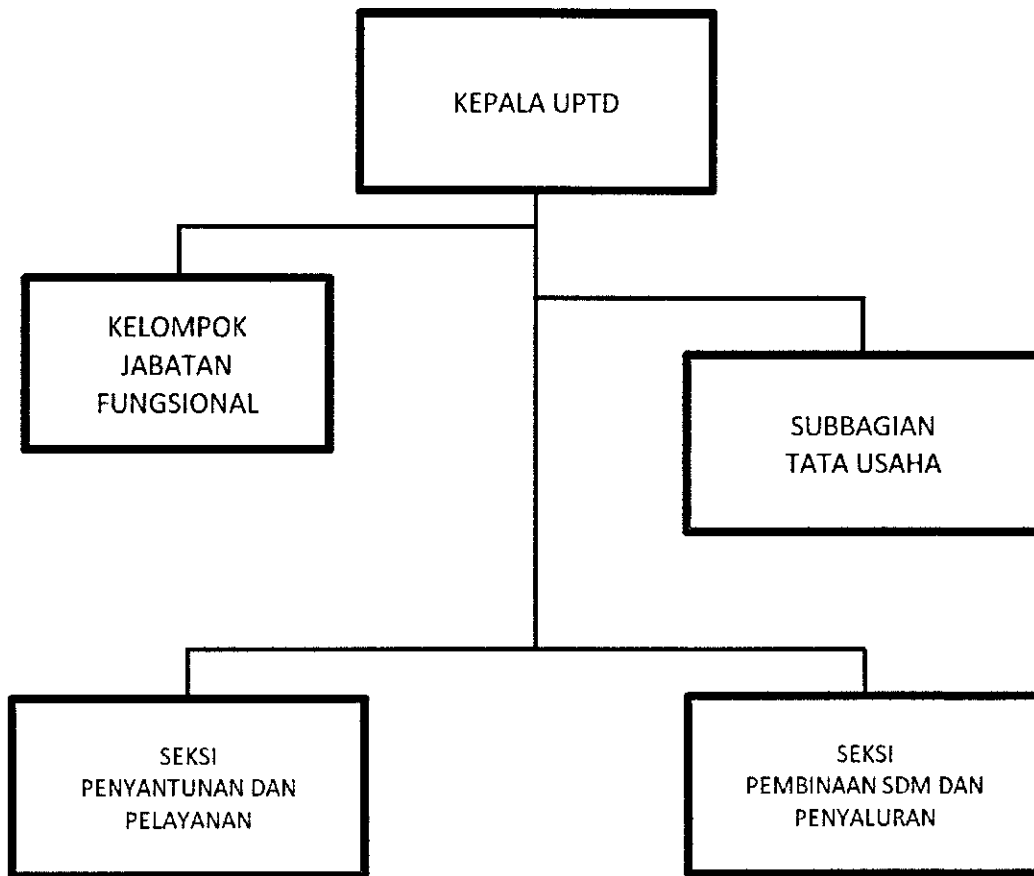 KEPALA UPTD
KELOMPOK
JABATAN
FUNGSIONAL
SUBBAGIAN
TATA USAHA
SEKSI
PENYANTUNAN DAN
PELAYANAN
SEKSI
PEMBINAAN SDM DAN
PENYALURAN